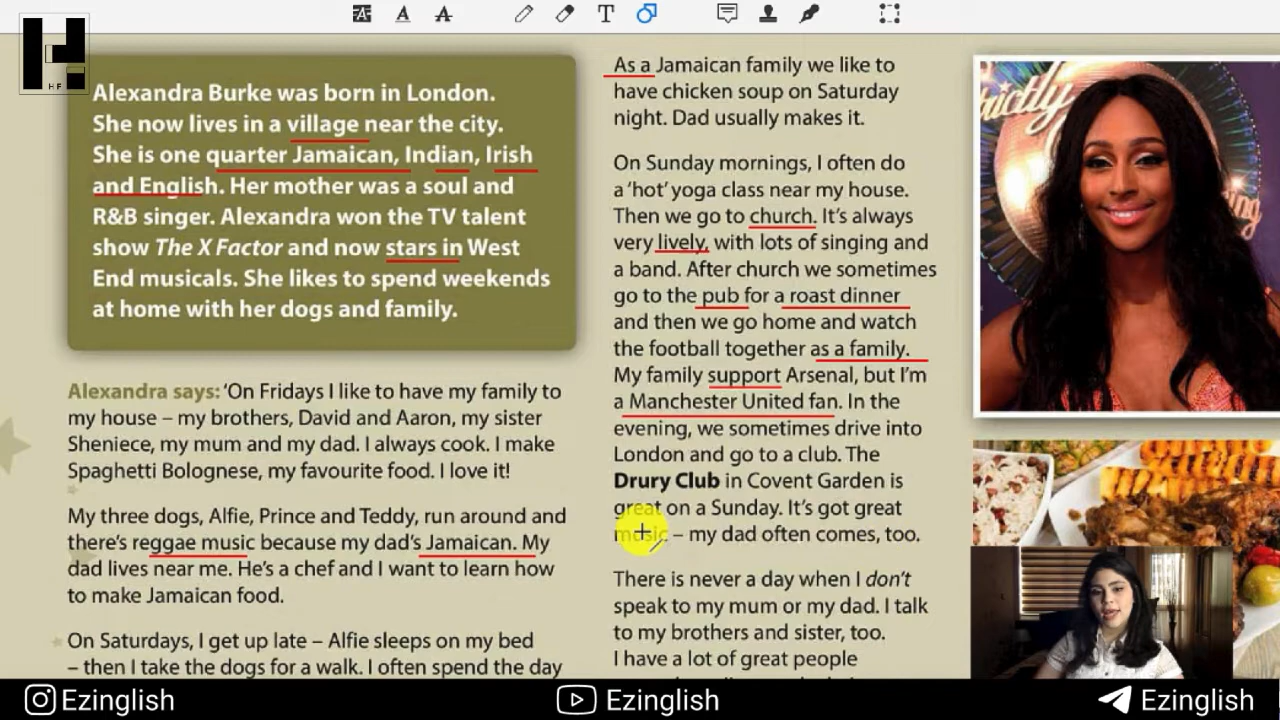 H
HF
Alexandra Burke was born in London.
She now lives in a village near the city.
She is one quarter Jamaican, Indian, Irish
and English. Her mother was a soul and
R&B singer. Alexandra won the TV talent
show The X Factor and now stars in West
End musicals. She likes to spend weekends
at home with her dogs and family.
Alexandra says: ‘On Fridays I like to have my family to
my house – my brothers, David and Aaron, my sister
Sheniece, my mum and my dad. I always cook. I make
Spaghetti Bolognese, my favourite food. I love it!
My three dogs, Alfie, Prince and Teddy, run around and
there’s reggae music because my dad’s Jamaican. My
dad lives near me. He’s a chef and I want to learn how
to make Jamaican food.
On Saturdays, I get up late – Alfie sleeps on my bed
– then I take the dogs for a walk. I often spend the day
As a Jamaican family we like to
have chicken soup on Saturday
night. Dad usually makes it.
On Sunday mornings, I often do
a ‘hot’ yoga class near my house.
Then we go to church. It’s always
very lively, with lots of singing and
a band. After church we sometimes
go to the pub for a roast dinner
and then we go home and watch
the football together as a family.
My family support Arsenal, but I’m
a Manchester United fan. In the
evening, we sometimes drive into
London and go to a club. The
Drury Club in Covent Garden is
great on a Sunday. It’s got great
music – my dad often comes, too.
There is never a day when I don’t
speak to my mum or my dad. I talk
to my brothers and sister, too.
I have a lot of great people
Ezinglish
Ezinglish
Ezinglish